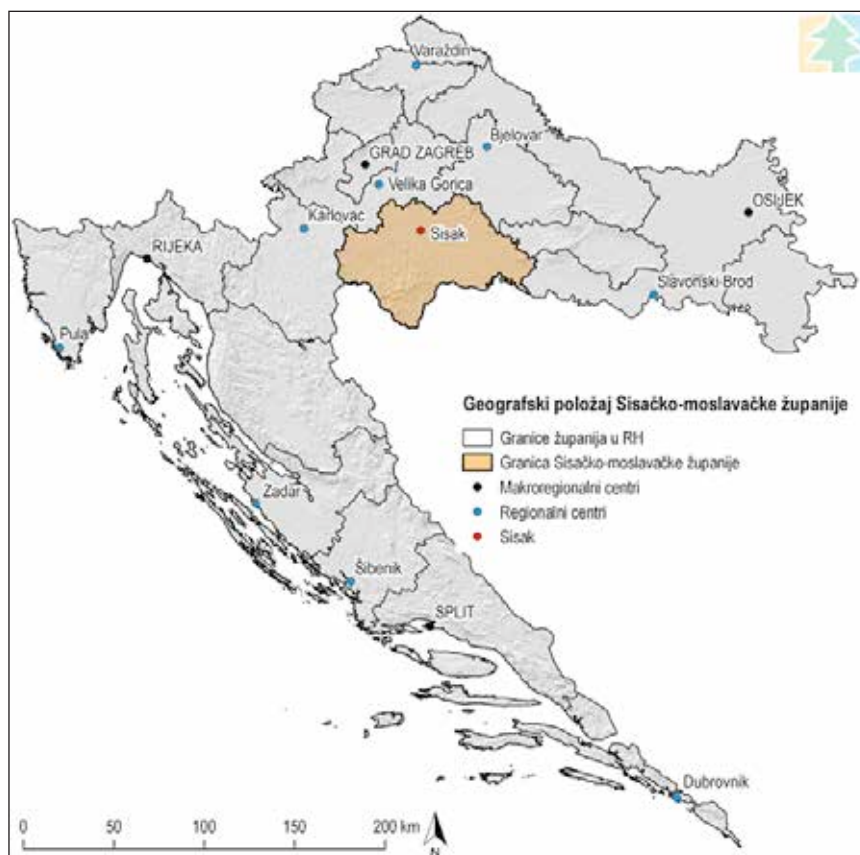 Varaždin
Bjelovar
GRAD ZAGREB
Velika Gorica
Karlovac
Sisak
OSIJEK
RIJEKA
Slavonski Brod
Pula
Geografski položaj Sisačko-moslavačke županije
Granice županija u RH
Granica Sisačko-moslavačke županije
Makroregionalni centri
Regionalni centri
Sisak
Zadar
Šibenik
SPLIT
Dubrovnik
0 50 100 150 200 km
N